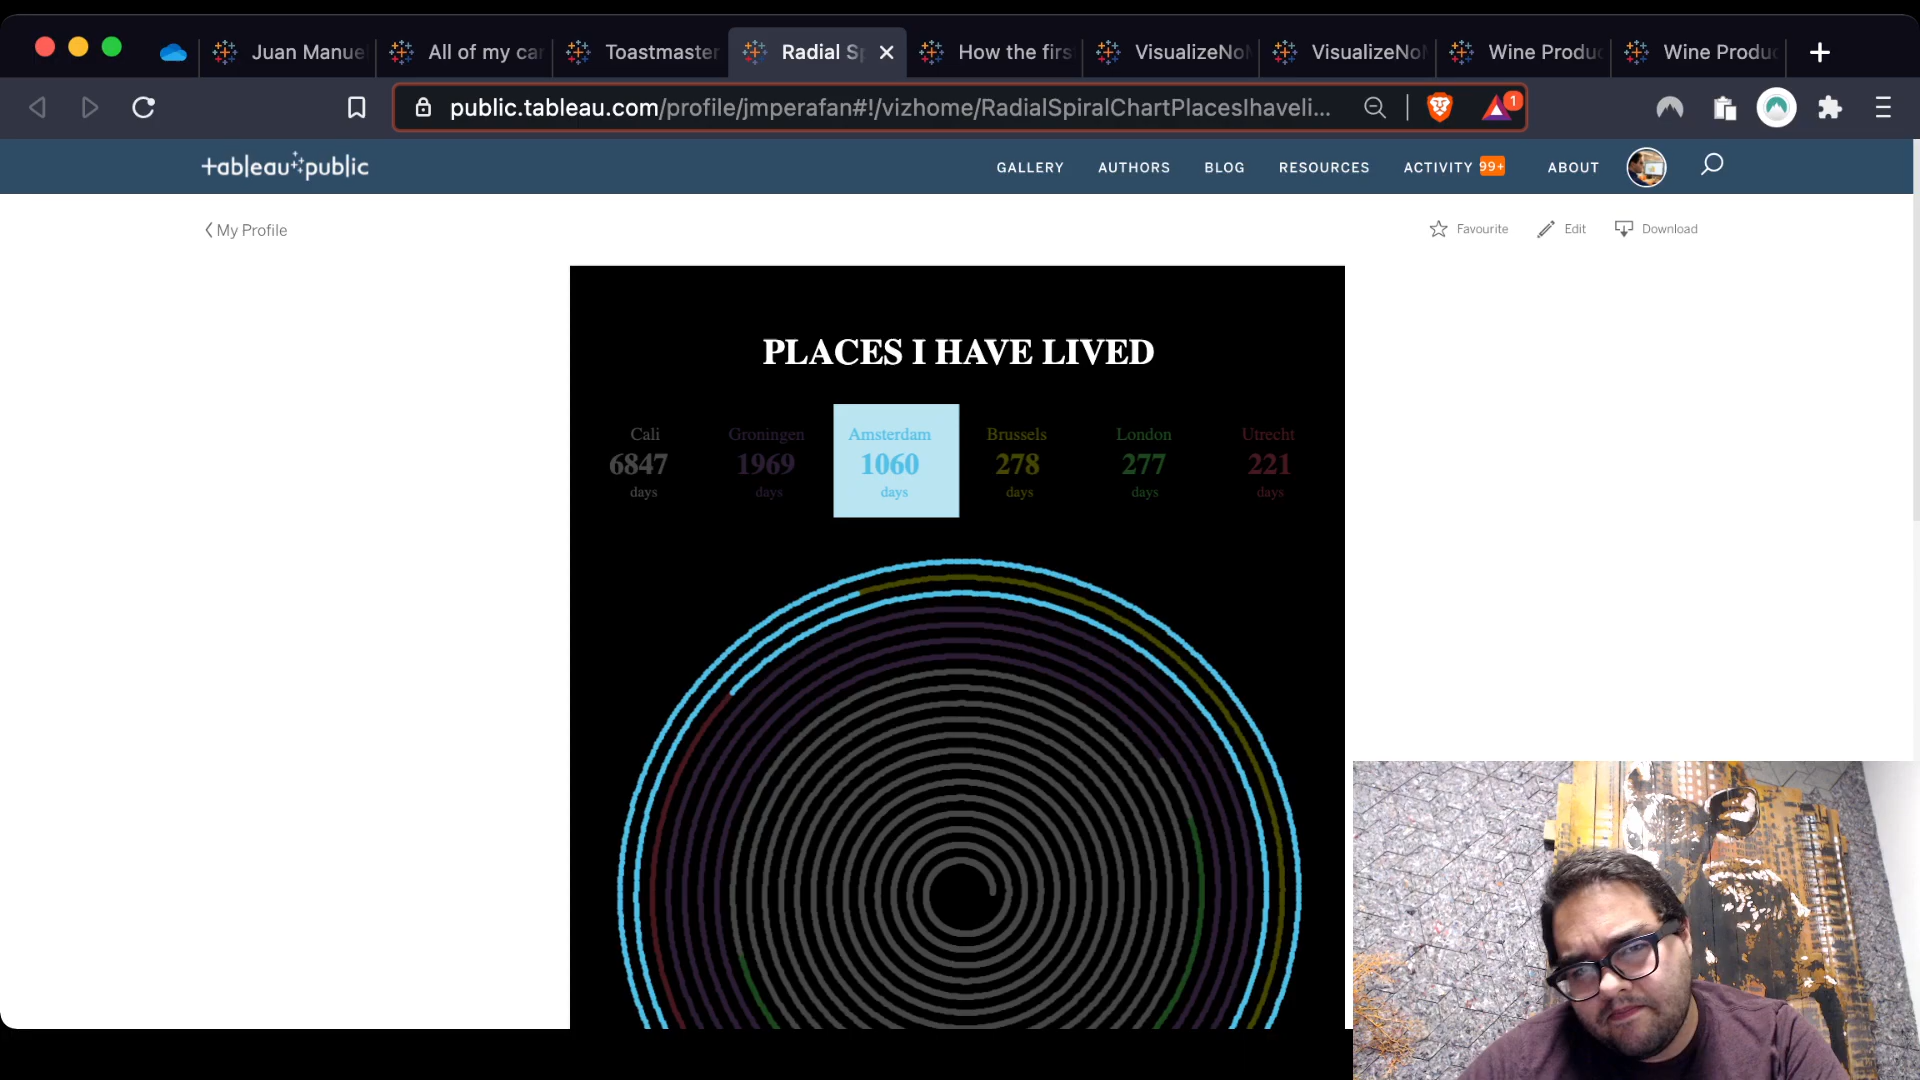 Juan Manue
All of my car
Toastmaster
Radial S
How the firs
VisualizeNo
VisualizeNo
Wine Produc
Wine Produc
public.tableau.com/profile/jmperafan#!/vizhome/RadialSpiralChartPlacesIhaveli...
1
tableau public
GALLERY
AUTHORS
BLOG
RESOURCES
ACTIVITY 99+
ABOUT
My Profile
Favourite
Edit
Download
PLACES I HAVE LIVED
Cali
6847
days
Groningen
1969
days
Amsterdam
1060
days
Brussels
278
days
London
277
days
Utrecht
221
days